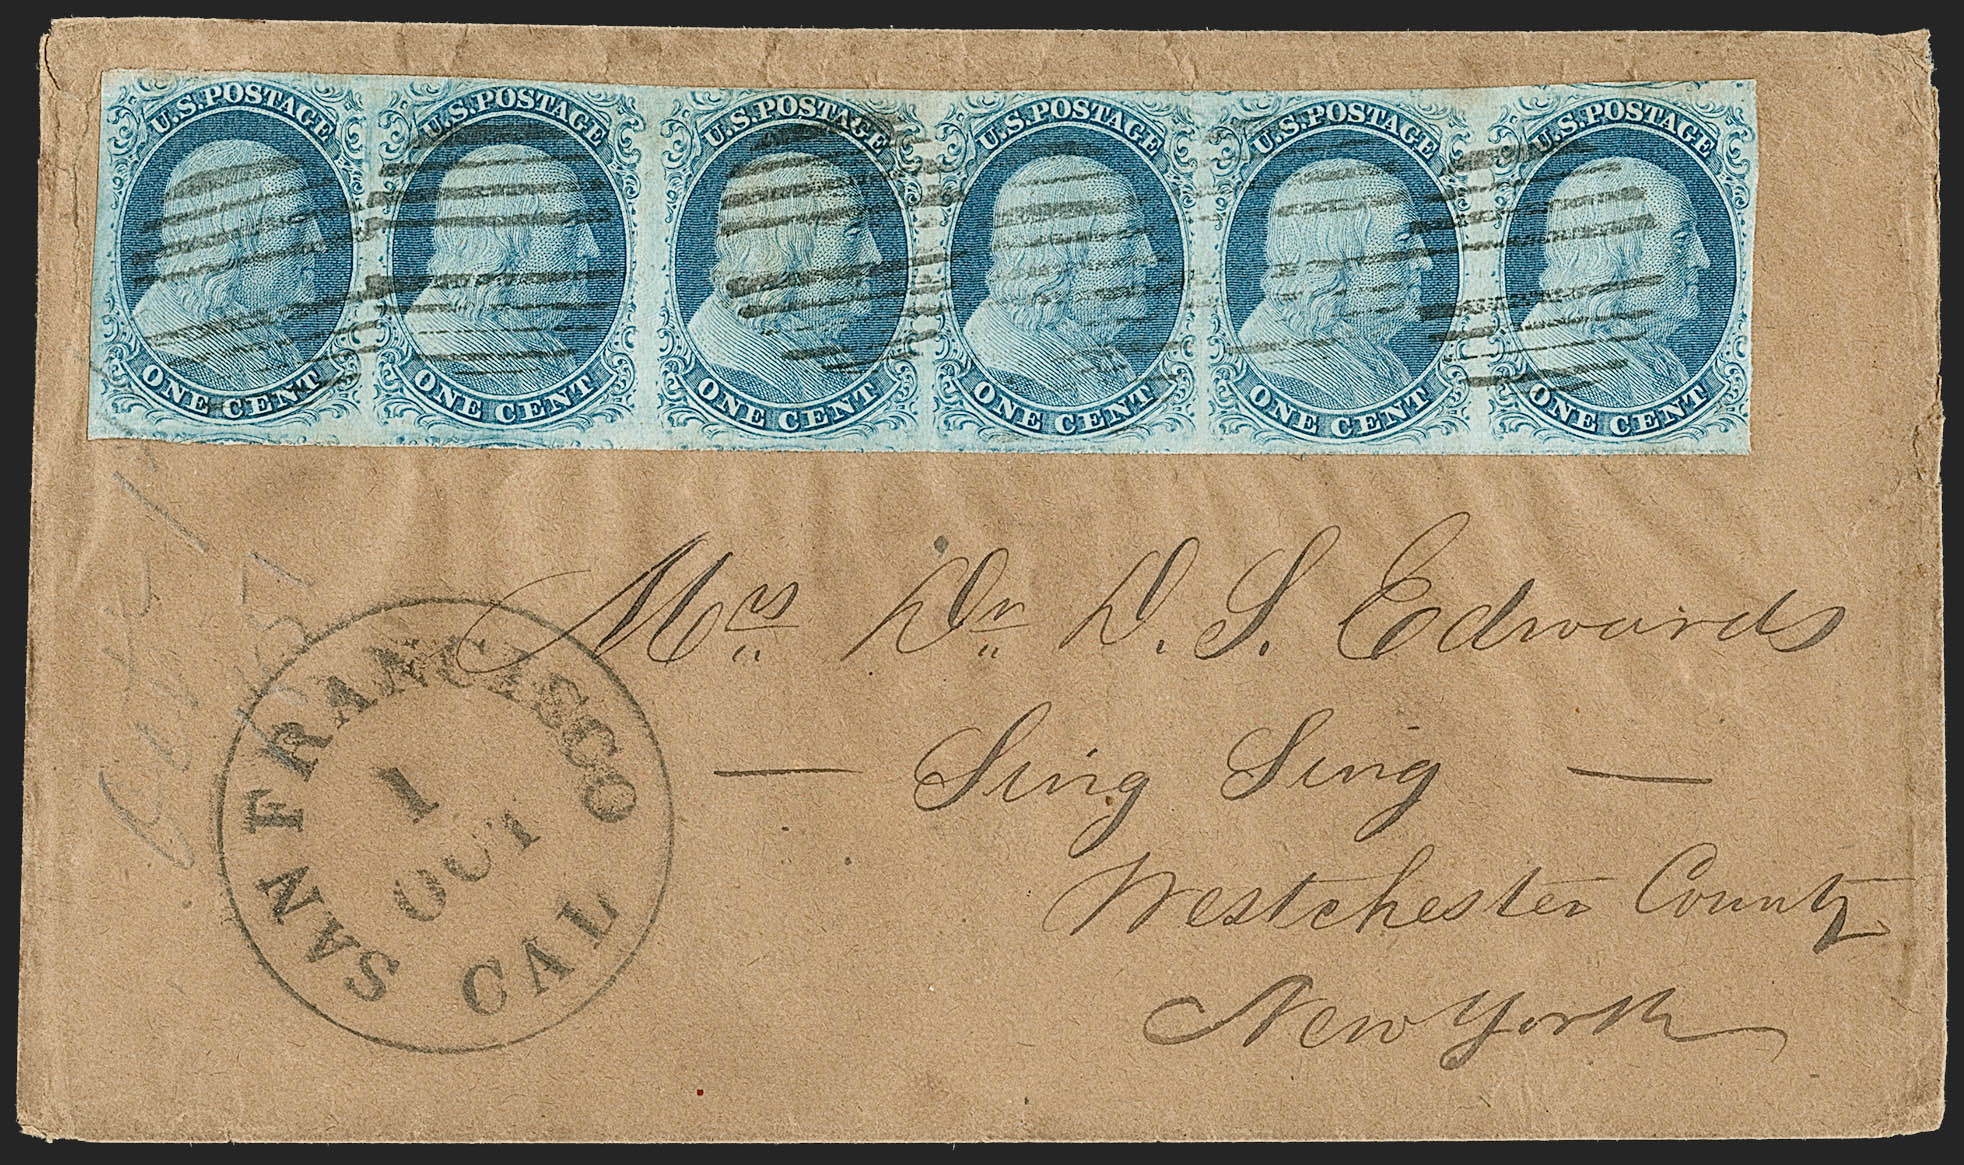 U.S. POSTAGE U.S. POSTAGE U.S. POSTAGE U.S. POSTAGE U.S. POSTAGE U.S. POSTAGE
ONE CENT ONE CENT ONE CENT ONE CENT ONE CENT ONE CENT
Mrs Dr D. S. Edwards
— Sing Sing —
Westchester County
New York
SAN FRANCISCO
1
OCT
CAL